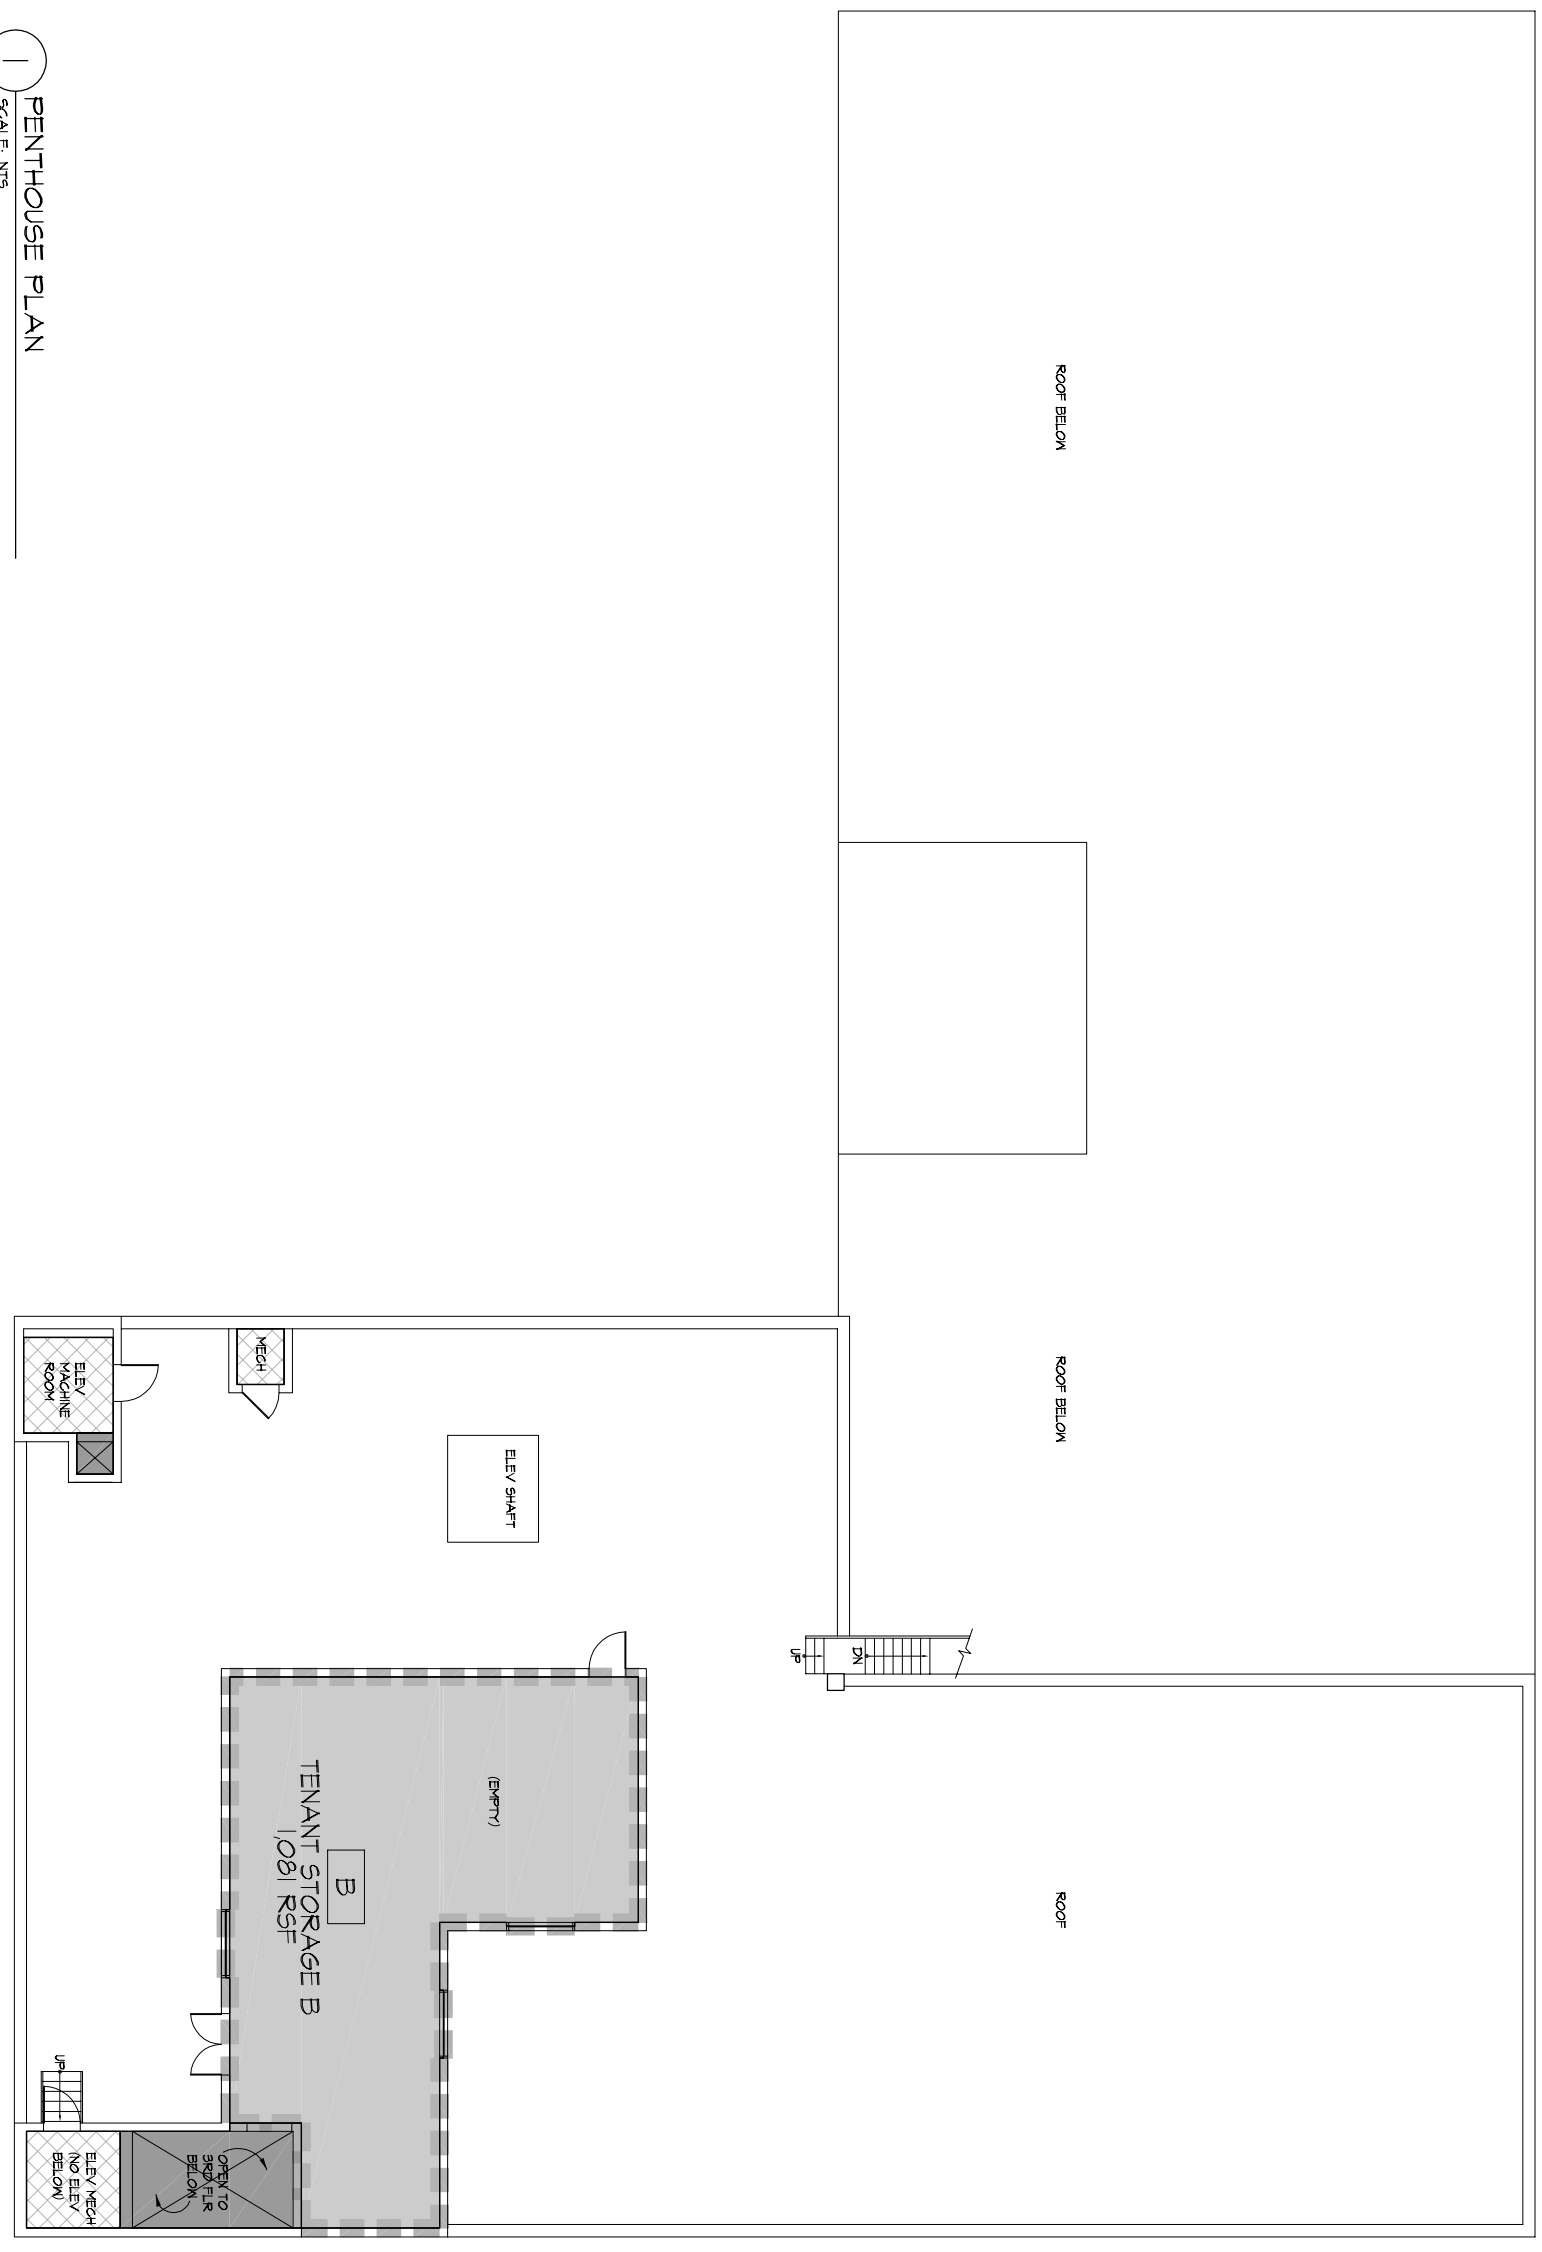 1
PENTHOUSE PLAN
SCALE: NTS
ROOF BELOW
ROOF BELOW
ROOF
UP
DN
ELEV
MACHINE
ROOM
MECH
ELEV SHAFT
(EMPTY)
B
TENANT STORAGE B
1,081 RSF
UP
OPEN TO
3RD FLR
BELOW
ELEV MECH
(NO ELEV
BELOW)